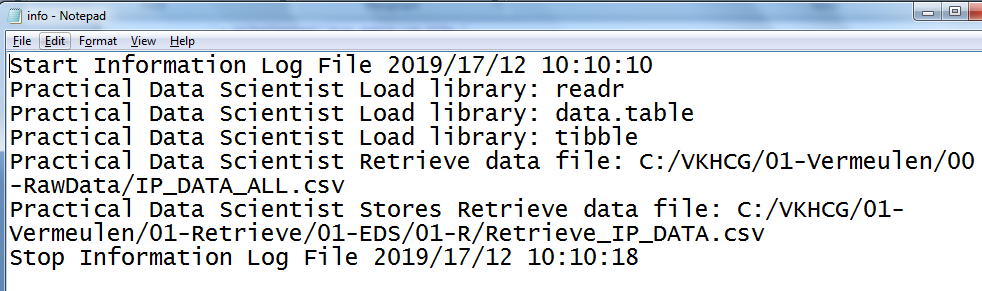 info - Notepad
File Edit Format View Help
Start Information Log File 2019/17/12 10:10:10
Practical Data Scientist Load library: readr
Practical Data Scientist Load library: data.table
Practical Data Scientist Load library: tibble
Practical Data Scientist Retrieve data file: C:/VKHCG/01-Vermeulen/00
-RawData/IP_DATA_ALL.csv
Practical Data Scientist Stores Retrieve data file: C:/VKHCG/01-
Vermeulen/01-Retrieve/01-EDS/01-R/Retrieve_IP_DATA.csv
Stop Information Log File 2019/17/12 10:10:18